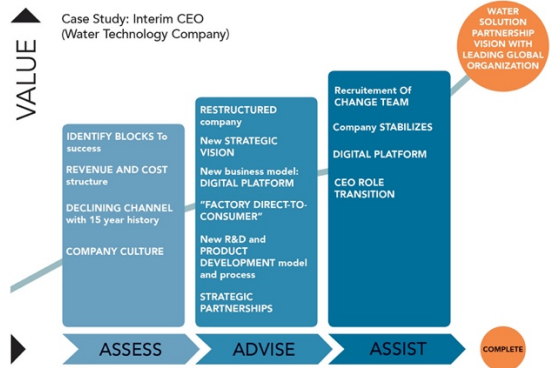 VALUE
Case Study: Interim CEO
(Water Technology Company)
WATER
SOLUTION
PARTNERSHIP
VISION WITH
LEADING GLOBAL
ORGANIZATION
IDENTIFY BLOCKS To
success
REVENUE AND COST
structure
DECLINING CHANNEL
with 15 year history
COMPANY CULTURE
RESTRUCTURED
company
New STRATEGIC
VISION
New business model:
DIGITAL PLATFORM
“FACTORY DIRECT-TO-
CONSUMER”
New R&D and
PRODUCT
DEVELOPMENT model
and process
STRATEGIC
PARTNERSHIPS
Recruitement Of
CHANGE TEAM
Company STABILIZES
DIGITAL PLATFORM
CEO ROLE
TRANSITION
ASSESS
ADVISE
ASSIST
COMPLETE